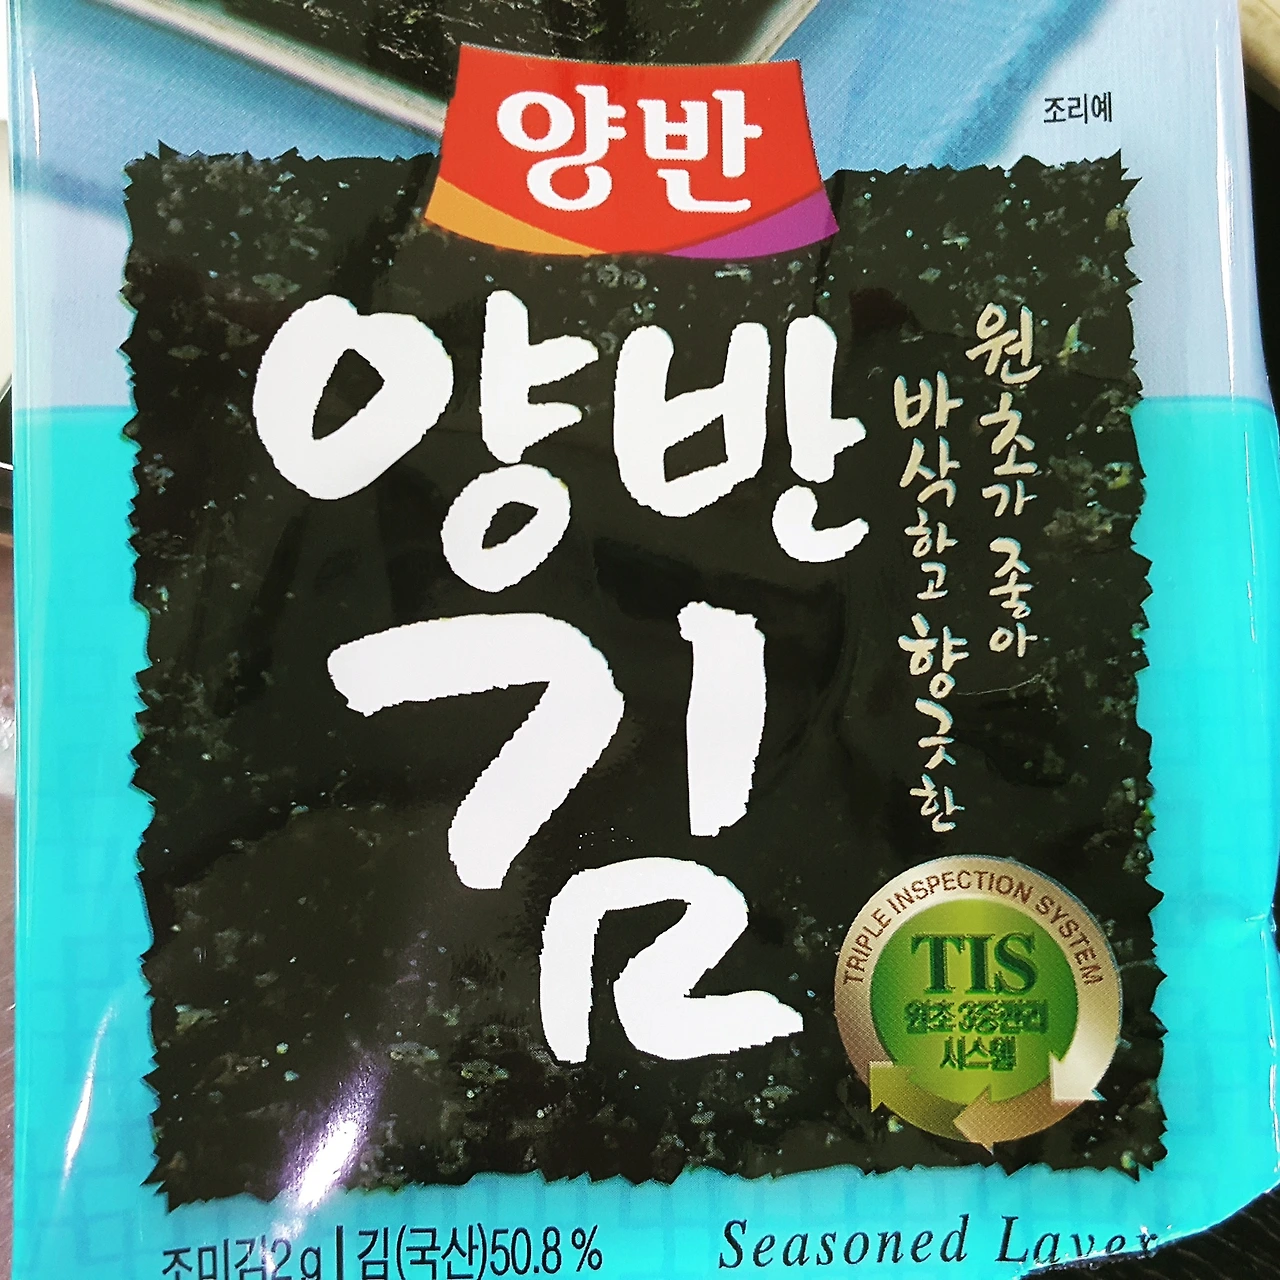 양반
조리예
양반
김
원초가 좋아
바삭하고 향긋한
TRIPLE INSPECTION SYSTEM
TIS
원초 3중관리
시스템
조미김2g | 김(국산)50.8%
Seasoned Laver